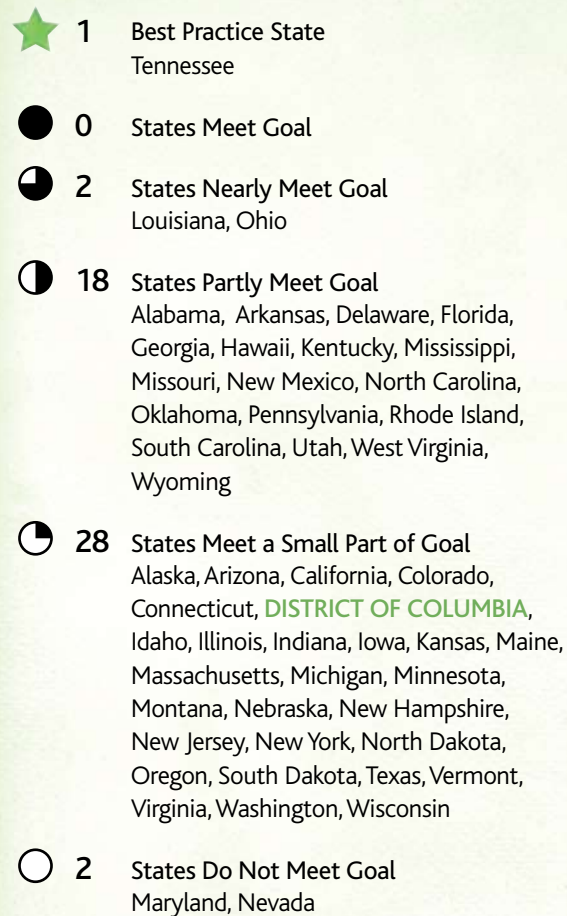 1 Best Practice State
Tennessee
0 States Meet Goal
2 States Nearly Meet Goal
Louisiana, Ohio
18 States Partly Meet Goal
Alabama, Arkansas, Delaware, Florida,
Georgia, Hawaii, Kentucky, Mississippi,
Missouri, New Mexico, North Carolina,
Oklahoma, Pennsylvania, Rhode Island,
South Carolina, Utah, West Virginia,
Wyoming
28 States Meet a Small Part of Goal
Alaska, Arizona, California, Colorado,
Connecticut, DISTRICT OF COLUMBIA,
Idaho, Illinois, Indiana, Iowa, Kansas, Maine,
Massachusetts, Michigan, Minnesota,
Montana, Nebraska, New Hampshire,
New Jersey, New York, North Dakota,
Oregon, South Dakota, Texas, Vermont,
Virginia, Washington, Wisconsin
2 States Do Not Meet Goal
Maryland, Nevada